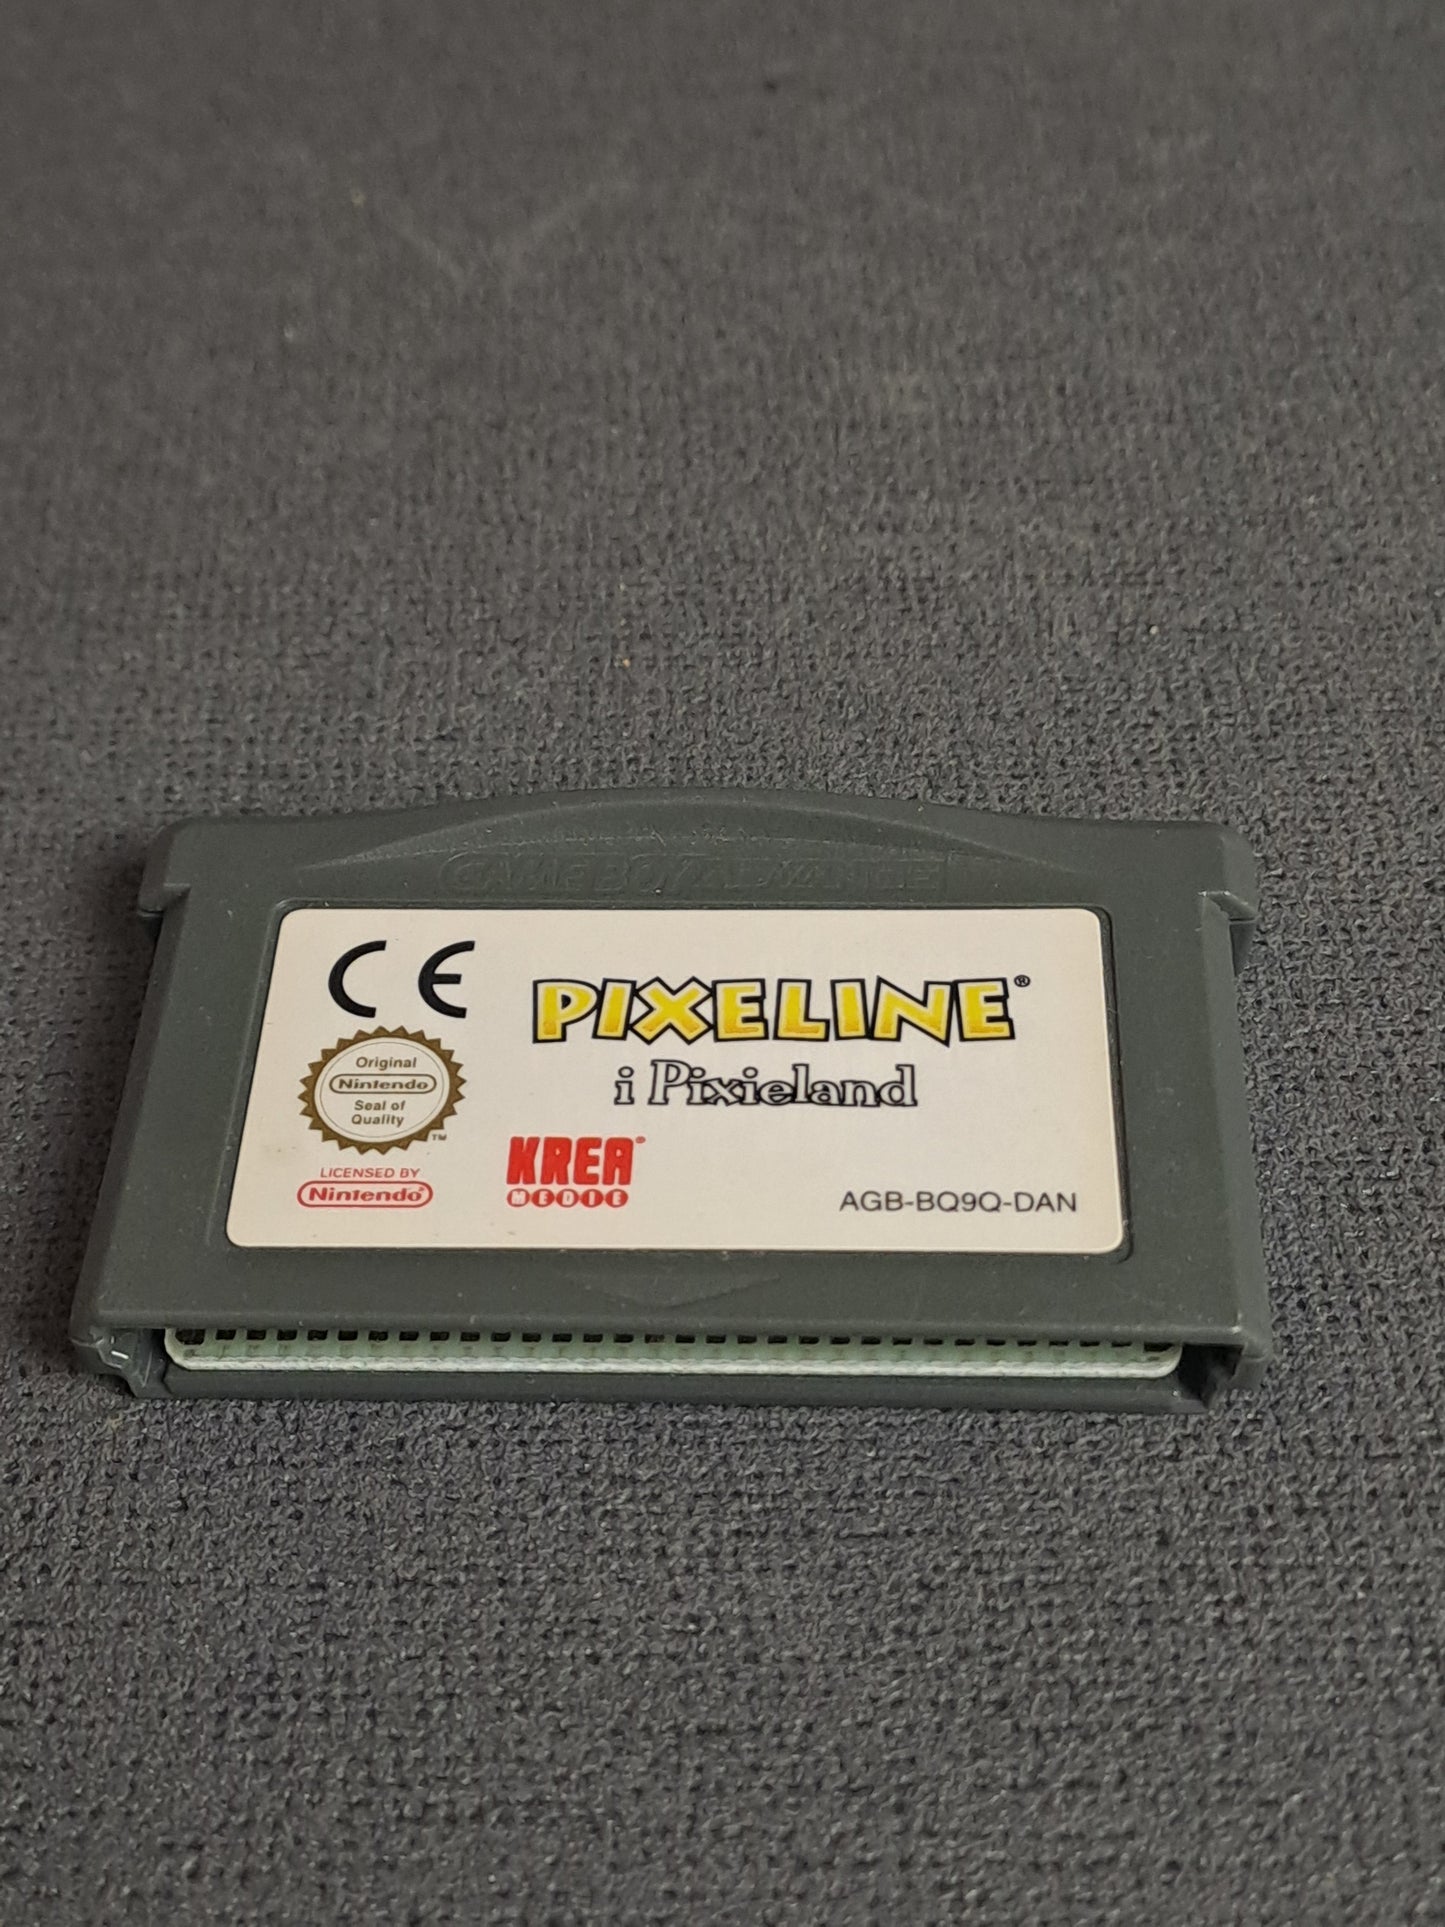 GAME BOY ADVANCE
CE
PIXELINE®
i Pixieland
Original
Nintendo
Seal of
Quality
™
LICENSED BY
Nintendo®
KREA®
MEDIE
AGB-BQ9Q-DAN